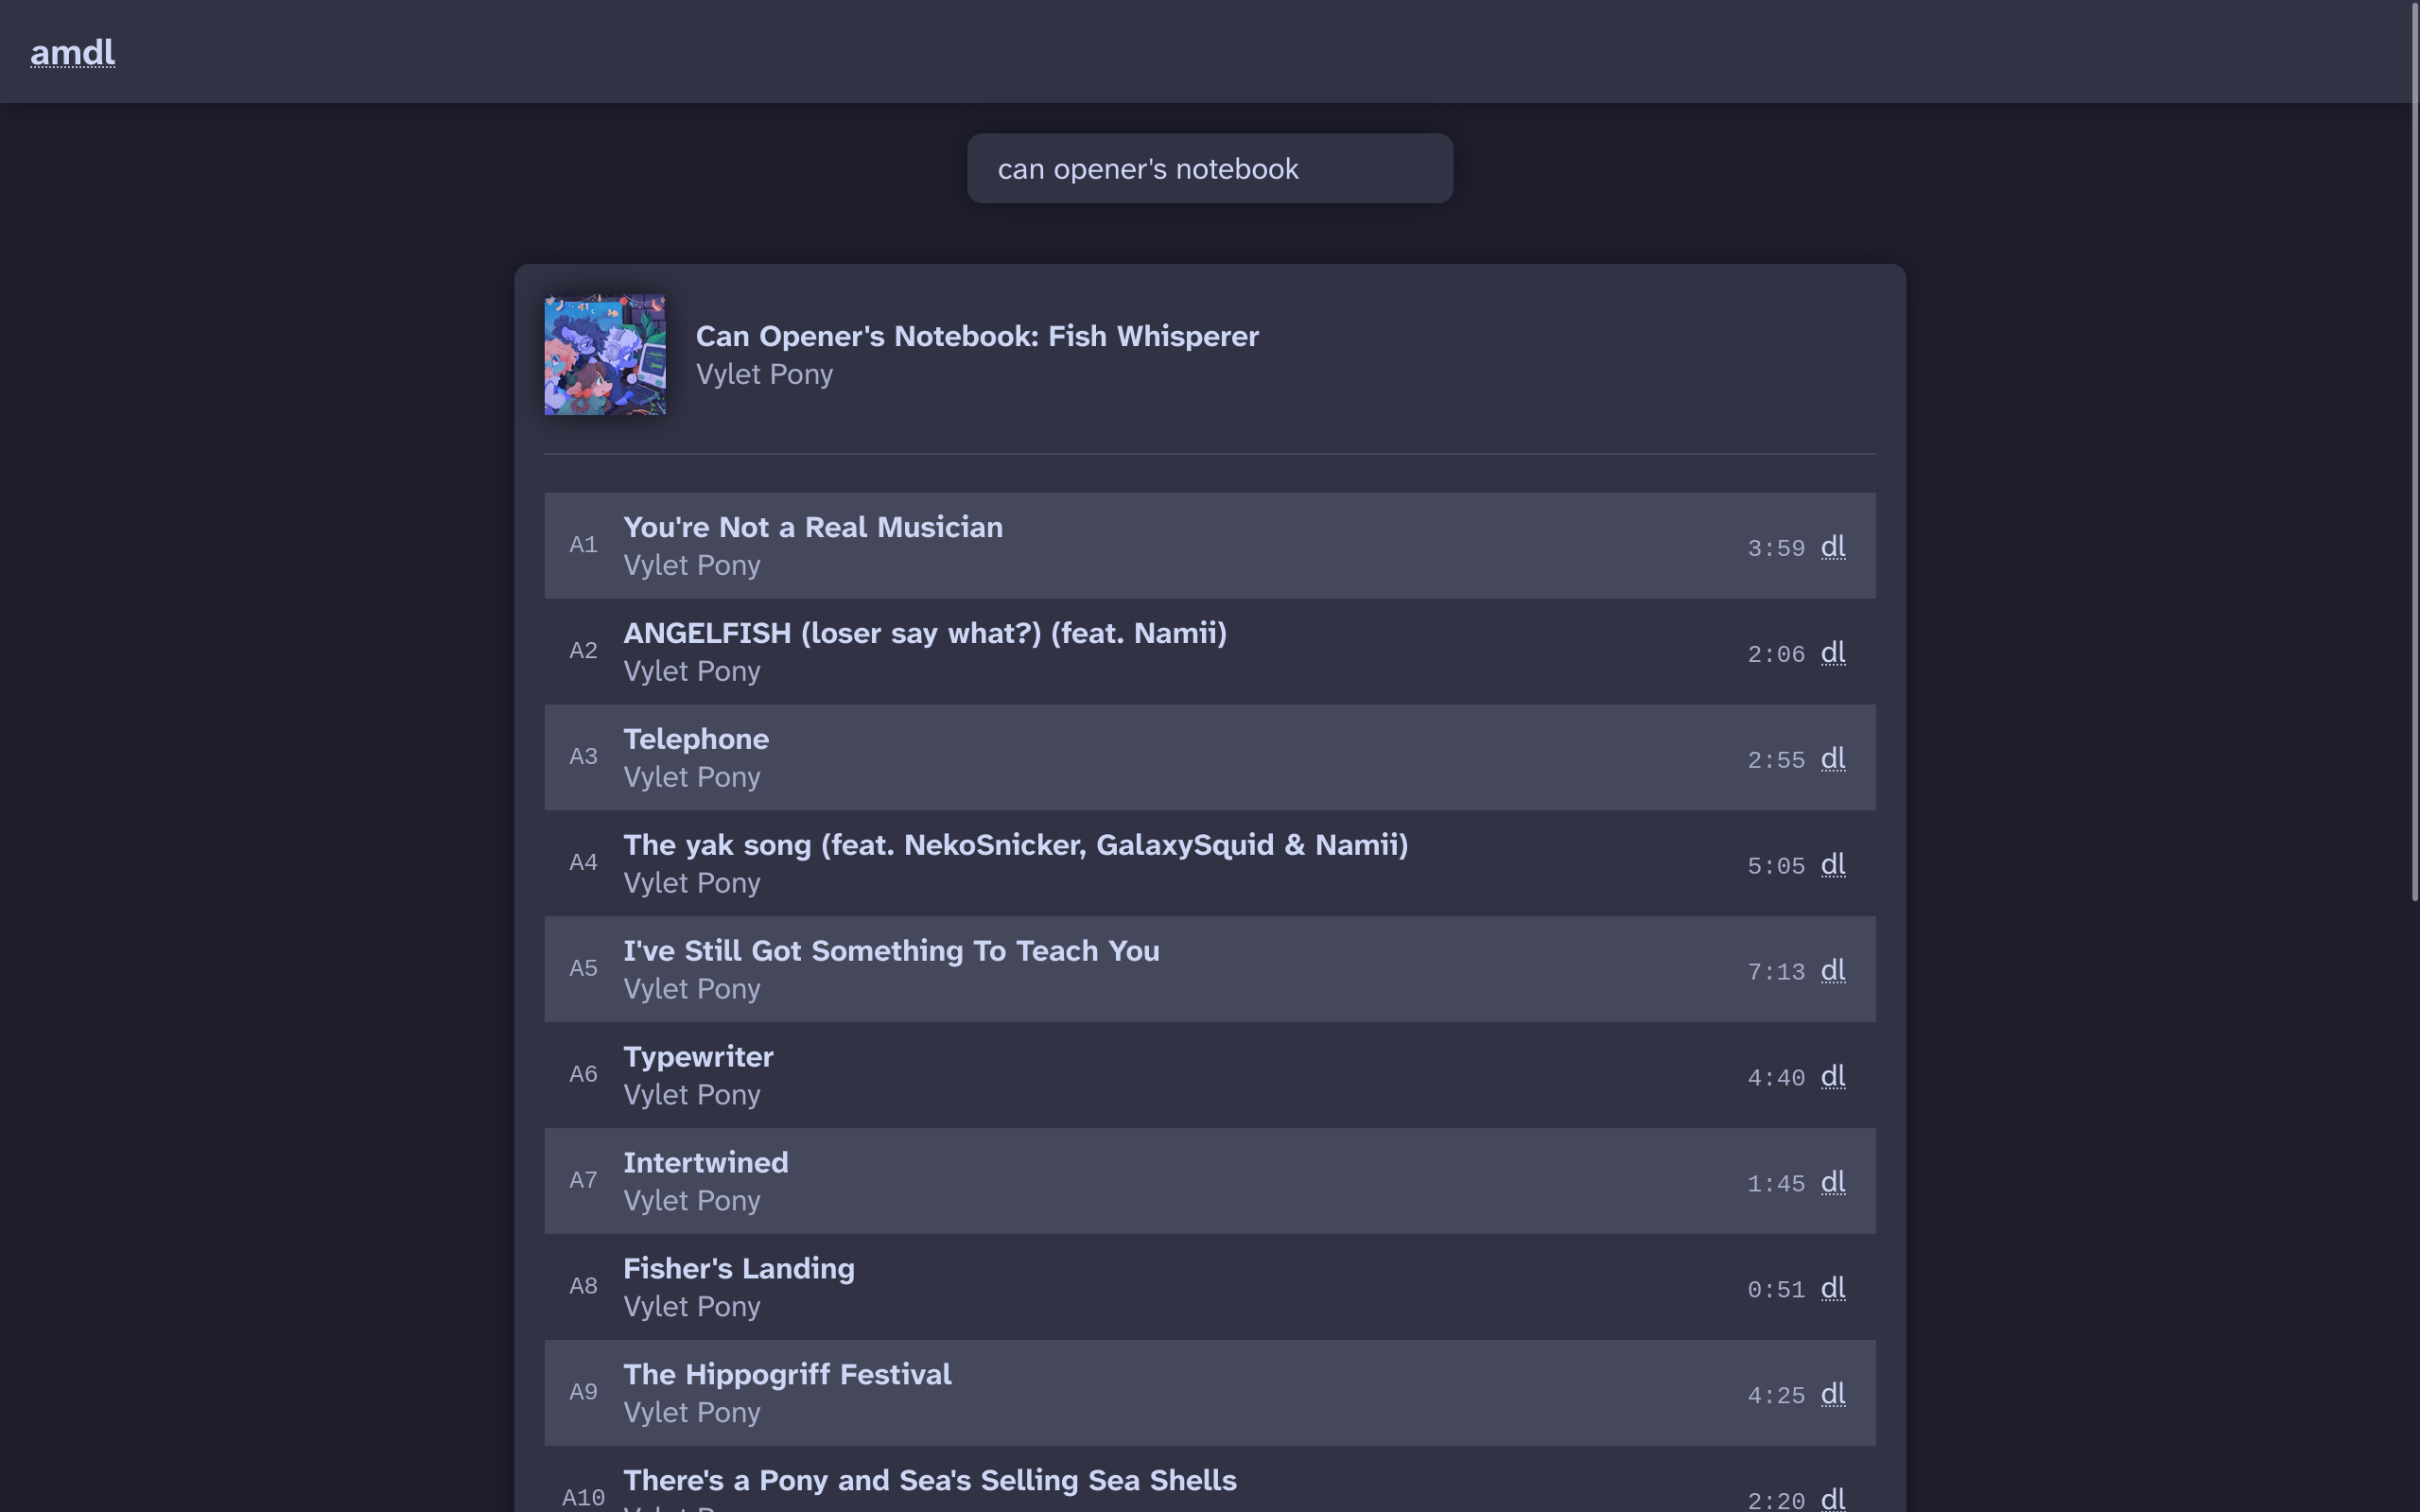 amdl
can opener's notebook
Can Opener's Notebook: Fish Whisperer
Vylet Pony
A1 You're Not a Real Musician 3:59 dl
Vylet Pony
A2 ANGELFISH (loser say what?) (feat. Namii) 2:06 dl
Vylet Pony
A3 Telephone 2:55 dl
Vylet Pony
A4 The yak song (feat. NekoSnicker, GalaxySquid & Namii) 5:05 dl
Vylet Pony
A5 I've Still Got Something To Teach You 7:13 dl
Vylet Pony
A6 Typewriter 4:40 dl
Vylet Pony
A7 Intertwined 1:45 dl
Vylet Pony
A8 Fisher's Landing 0:51 dl
Vylet Pony
A9 The Hippogriff Festival 4:25 dl
Vylet Pony
A10 There's a Pony and Sea's Selling Sea Shells 2:20 dl